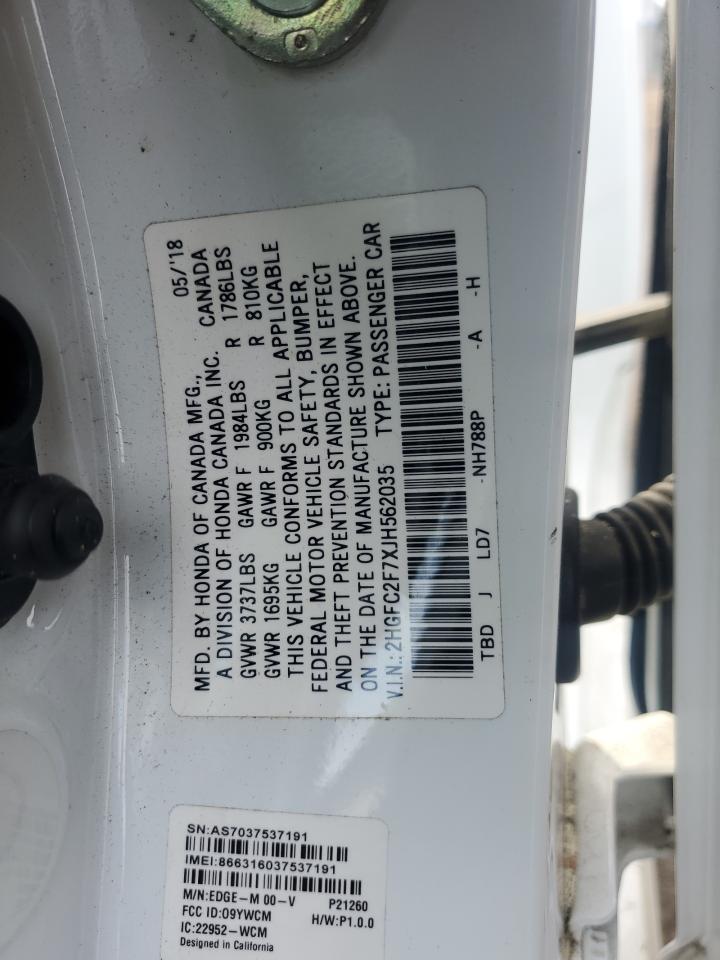 MFD. BY HONDA OF CANADA MFG., 05/'18
A DIVISION OF HONDA CANADA INC. CANADA
GVWR 3737LBS GAWR F 1984LBS R 1786LBS
GVWR 1695KG GAWR F 900KG R 810KG
THIS VEHICLE CONFORMS TO ALL APPLICABLE
FEDERAL MOTOR VEHICLE SAFETY, BUMPER,
AND THEFT PREVENTION STANDARDS IN EFFECT
ON THE DATE OF MANUFACTURE SHOWN ABOVE.
V.I.N.: 2HGFC2F7XJH562035 TYPE: PASSENGER CAR
TBD J LD7 -NH788P -A -H
SN:AS7037537191
IMEI:866316037537191
M/N:EDGE-M 00-V P21260
FCC ID:O9YWCM H/W:P1.0.0
IC:22952-WCM
Designed in California